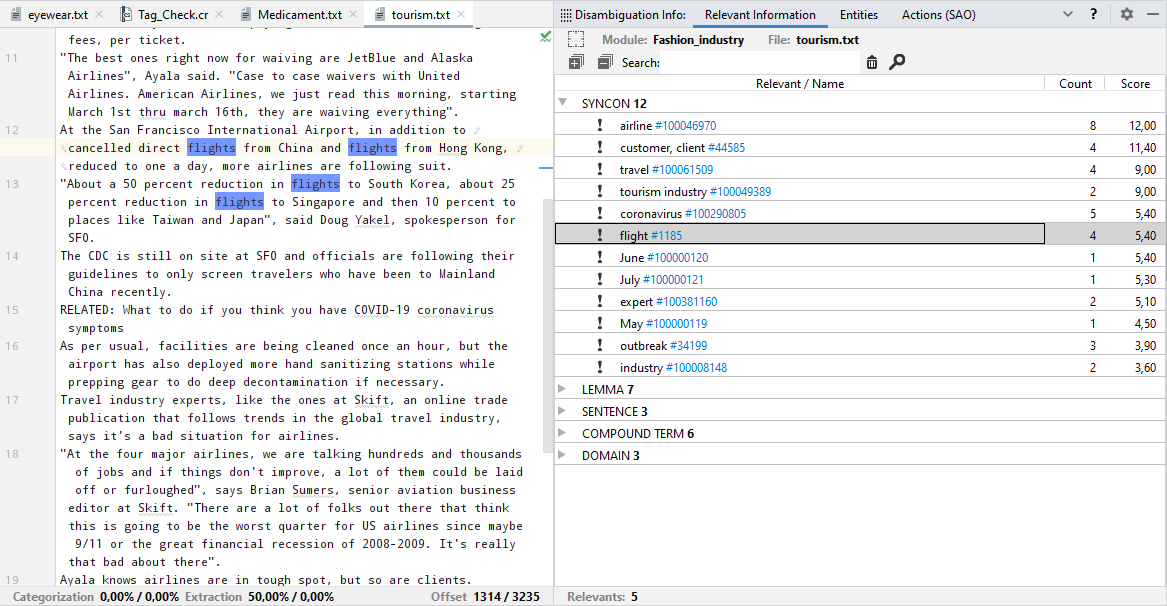 eyewear.txt Tag_Check.cr Medicament.txt tourism.txt
fees, per ticket.
11 "The best ones right now for waiving are JetBlue and Alaska
Airlines", Ayala said. "Case to case waivers with United
Airlines. American Airlines, we just read this morning, starting
March 1st thru march 16th, they are waiving everything".
12 At the San Francisco International Airport, in addition to
cancelled direct flights from China and flights from Hong Kong,
reduced to one a day, more airlines are following suit.
13 "About a 50 percent reduction in flights to South Korea, about 25
percent reduction in flights to Singapore and then 10 percent to
places like Taiwan and Japan", said Doug Yakel, spokesperson for
SFO.
14 The CDC is still on site at SFO and officials are following their
guidelines to only screen travelers who have been to Mainland
China recently.
15 RELATED: What to do if you think you have COVID-19 coronavirus
symptoms
16 As per usual, facilities are being cleaned once an hour, but the
airport has also deployed more hand sanitizing stations while
prepping gear to do deep decontamination if necessary.
17 Travel industry experts, like the ones at Skift, an online trade
publication that follows trends in the global travel industry,
says it's a bad situation for airlines.
18 "At the four major airlines, we are talking hundreds and thousands
of jobs and if things don't improve, a lot of them could be laid
off or furloughed", says Brian Sumers, senior aviation business
editor at Skift. "There are a lot of folks out there that think
this is going to be the worst quarter for US airlines since maybe
9/11 or the great financial recession of 2008-2009. It's really
that bad about there".
19 Ayala knows airlines are in tough spot, but so are clients.
Categorization 0,00% / 0,00% Extraction 50,00% / 0,00% Offset 1314 / 3235
Disambiguation Info: Relevant Information Entities Actions (SAO) ?
Module: Fashion_industry File: tourism.txt
Search:
Relevant / Name Count Score
SYNCON 12
airline #100046970 8 12,00
customer, client #44585 4 11,40
travel #100061509 4 9,00
tourism industry #100049389 2 9,00
coronavirus #100290805 5 5,40
flight #1185 4 5,40
June #100000120 1 5,40
July #100000121 1 5,30
expert #100381160 2 5,10
May #100000119 1 4,50
outbreak #34199 3 3,90
industry #100008148 2 3,60
LEMMA 7
SENTENCE 3
COMPOUND TERM 6
DOMAIN 3
Relevants: 5